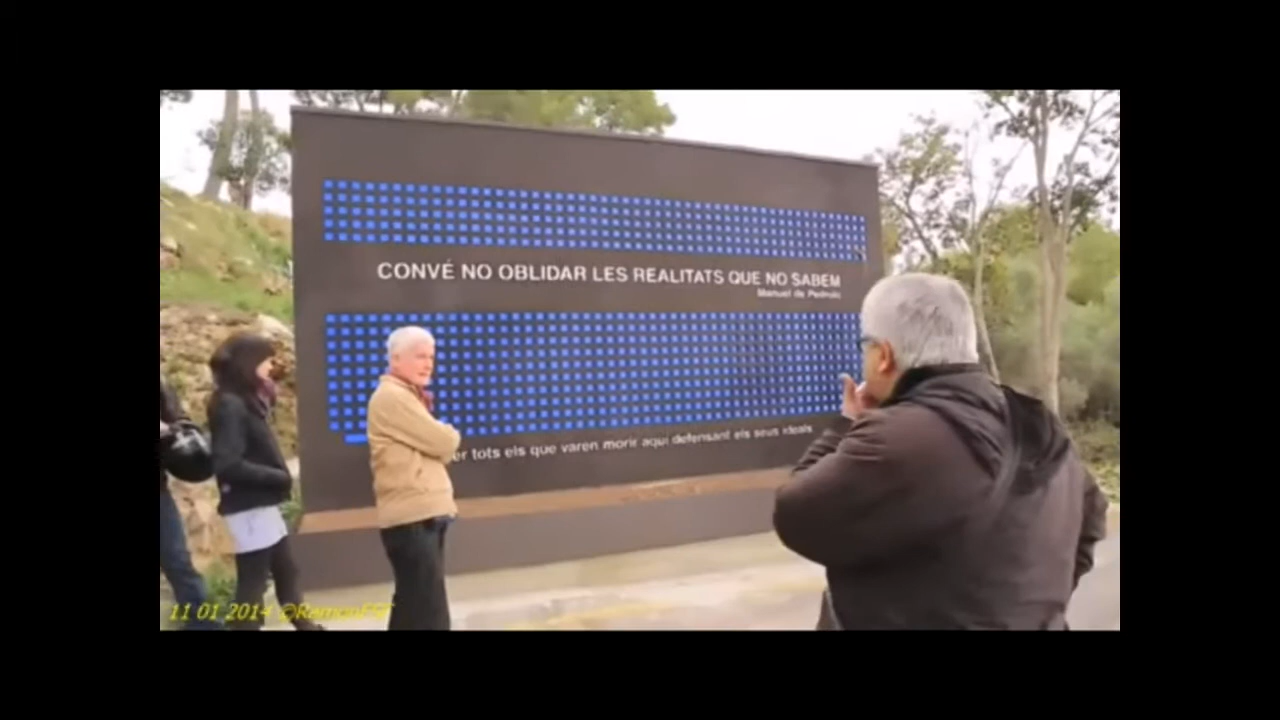 CONVÉ NO OBLIDAR LES REALITATS QUE NO SABEM
Manuel de Pedrolo
er tots els que varen morir aquí defensant els seus ideals
11 01 2014